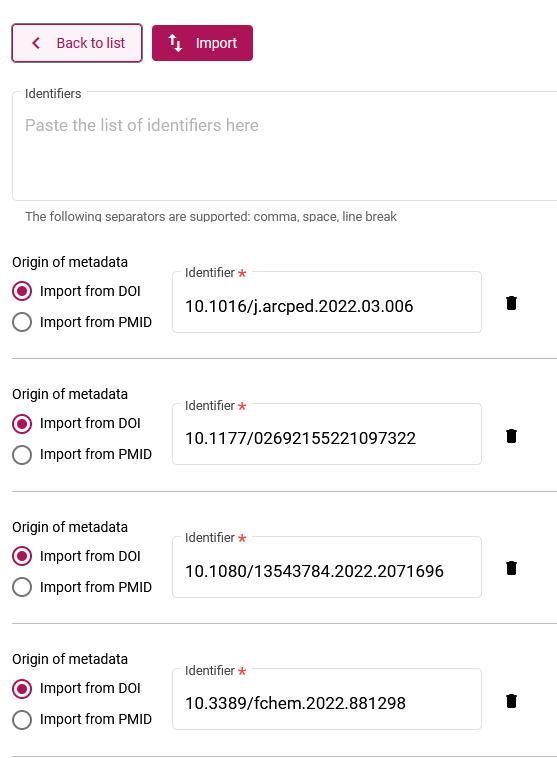 Back to list
Import
Identifiers
Paste the list of identifiers here
The following separators are supported: comma, space, line break
Origin of metadata
Import from DOI
Import from PMID
Identifier *
10.1016/j.arcped.2022.03.006
Origin of metadata
Import from DOI
Import from PMID
Identifier *
10.1177/02692155221097322
Origin of metadata
Import from DOI
Import from PMID
Identifier *
10.1080/13543784.2022.2071696
Origin of metadata
Import from DOI
Import from PMID
Identifier *
10.3389/fchem.2022.881298